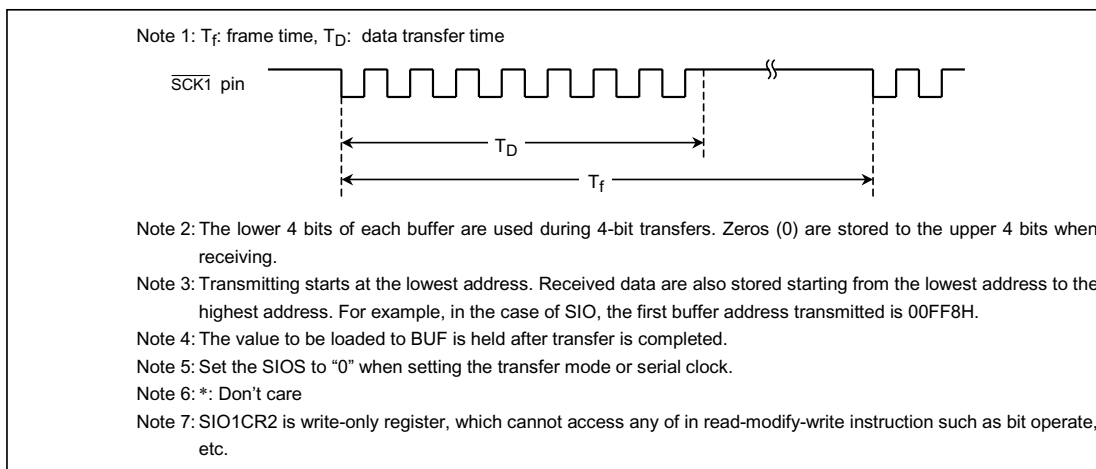 Note 1: Tf: frame time, TD: data transfer time
SCK1 pin
TD
Tf
Note 2: The lower 4 bits of each buffer are used during 4-bit transfers. Zeros (0) are stored to the upper 4 bits when
receiving.
Note 3: Transmitting starts at the lowest address. Received data are also stored starting from the lowest address to the
highest address. For example, in the case of SIO, the first buffer address transmitted is 00FF8H.
Note 4: The value to be loaded to BUF is held after transfer is completed.
Note 5: Set the SIOS to “0” when setting the transfer mode or serial clock.
Note 6: *: Don’t care
Note 7: SIO1CR2 is write-only register, which cannot access any of in read-modify-write instruction such as bit operate,
etc.